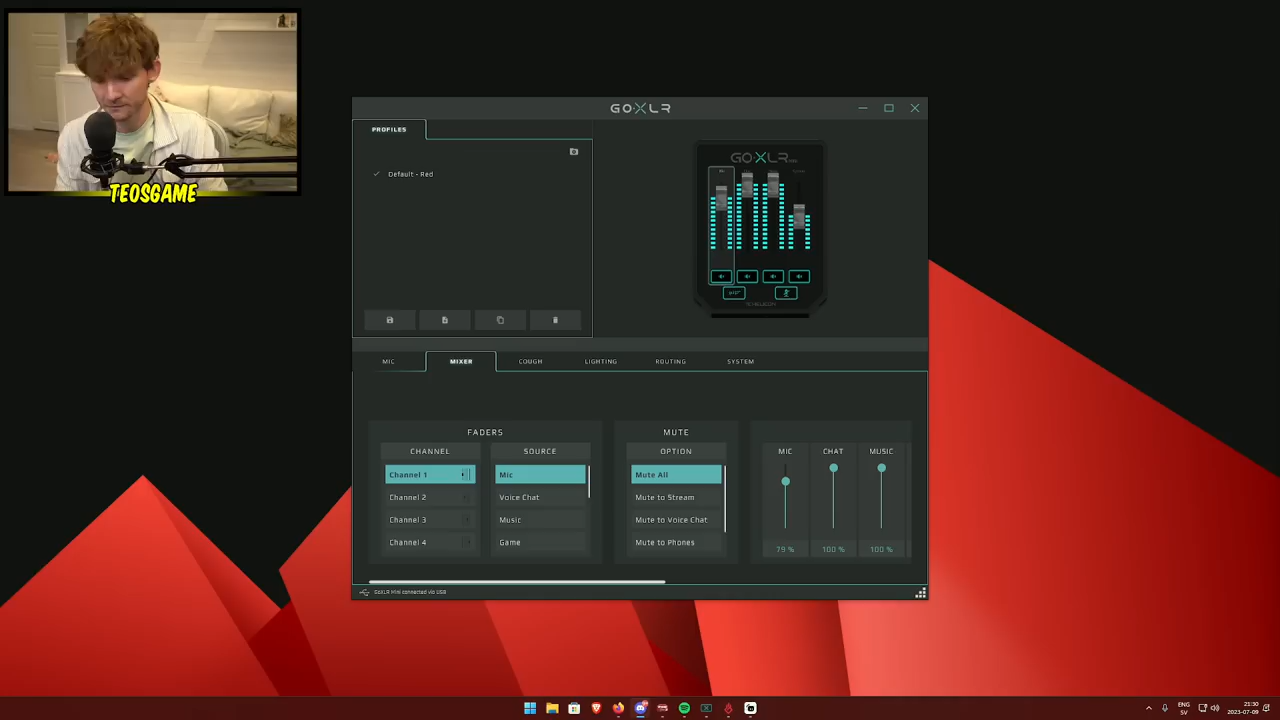 TEOSGAME
GOXLR
PROFILES
Default - Red
GOXLR
TCHELICON
MIC
MIXER
COUGH
LIGHTING
ROUTING
SYSTEM
FADERS
CHANNEL
SOURCE
Channel 1
Mic
Channel 2
Voice Chat
Channel 3
Music
Channel 4
Game
MUTE
OPTION
Mute All
Mute to Stream
Mute to Voice Chat
Mute to Phones
MIC
CHAT
MUSIC
79 %
100 %
100 %
GoXLR Mini connected via USB
ENG
SV
21:30
2023-07-09